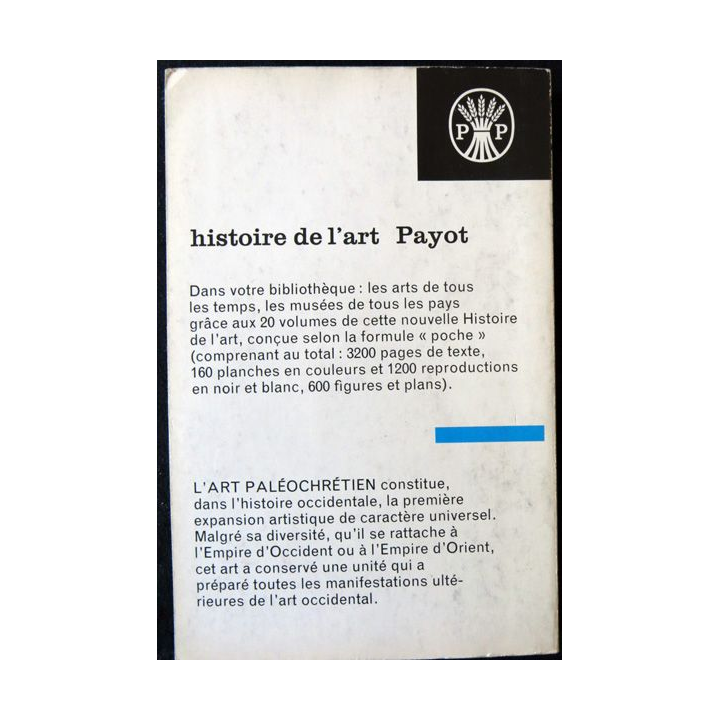 P P
histoire de l'art Payot
Dans votre bibliothèque : les arts de tous
les temps, les musées de tous les pays
grâce aux 20 volumes de cette nouvelle Histoire
de l'art, conçue selon la formule « poche »
(comprenant au total : 3200 pages de texte,
160 planches en couleurs et 1200 reproductions
en noir et blanc, 600 figures et plans).
L'ART PALÉOCHRÉTIEN constitue,
dans l'histoire occidentale, la première
expansion artistique de caractère universel.
Malgré sa diversité, qu'il se rattache à
l'Empire d'Occident ou à l'Empire d'Orient,
cet art a conservé une unité qui a
préparé toutes les manifestations ulté-
rieures de l'art occidental.